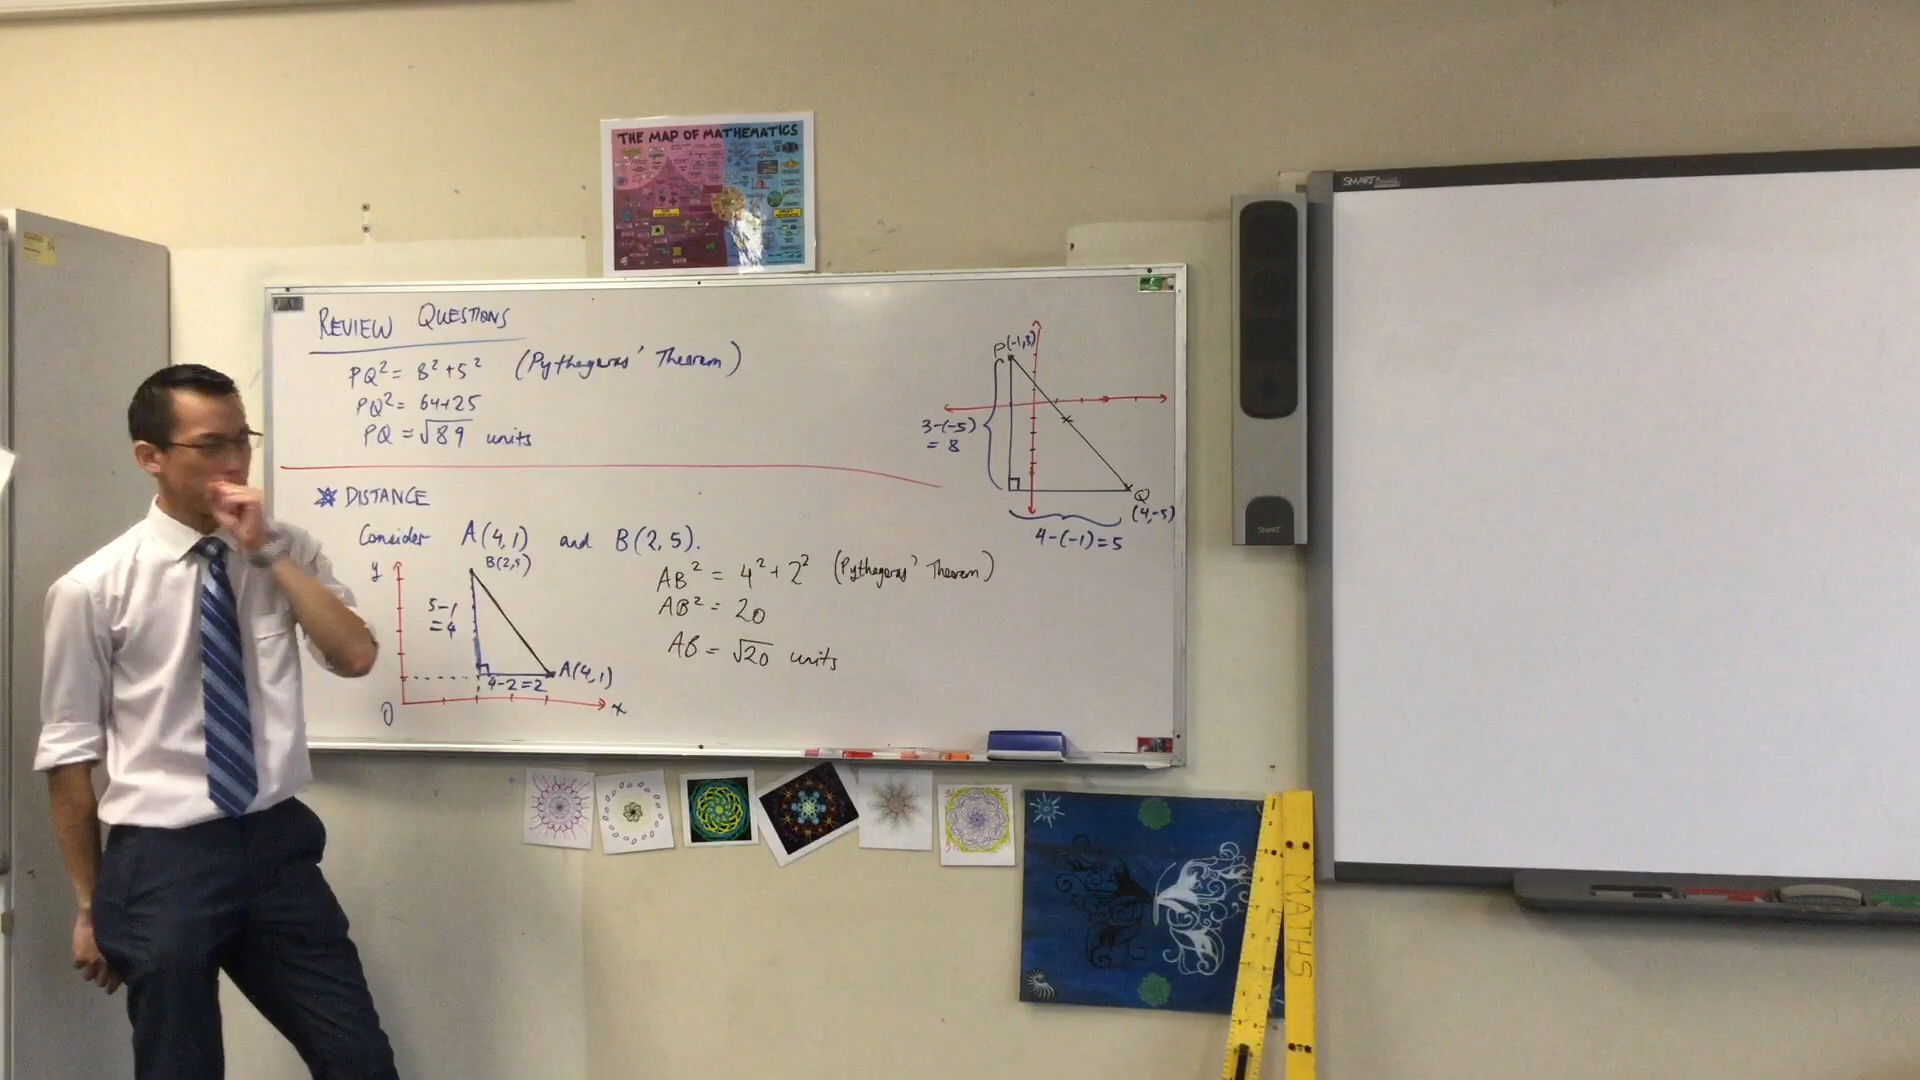 THE MAP OF MATHEMATICS
SMART
REVIEW QUESTIONS
PQ² = 8² + 5² (Pythagoras' Theorem)
PQ² = 64+25
PQ = √89 units
P(-1,3)
3-(-5)
= 8
Q
(4,-5)
4-(-1)=5
DISTANCE
Consider A(4,1) and B(2,5).
y
B(2,5)
5-1
=4
A(4,1)
4-2=2
O
x
AB² = 4² + 2² (Pythagoras' Theorem)
AB² = 20
AB = √20 units
SMART
MATHS